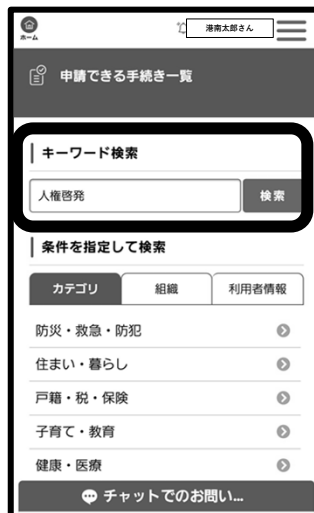 港南太郎さん
ホーム
申請できる手続き一覧
キーワード検索
人権啓発
検索
条件を指定して検索
カテゴリ
組織
利用者情報
防災・救急・防犯
住まい・暮らし
戸籍・税・保険
子育て・教育
健康・医療
チャットでのお問い...